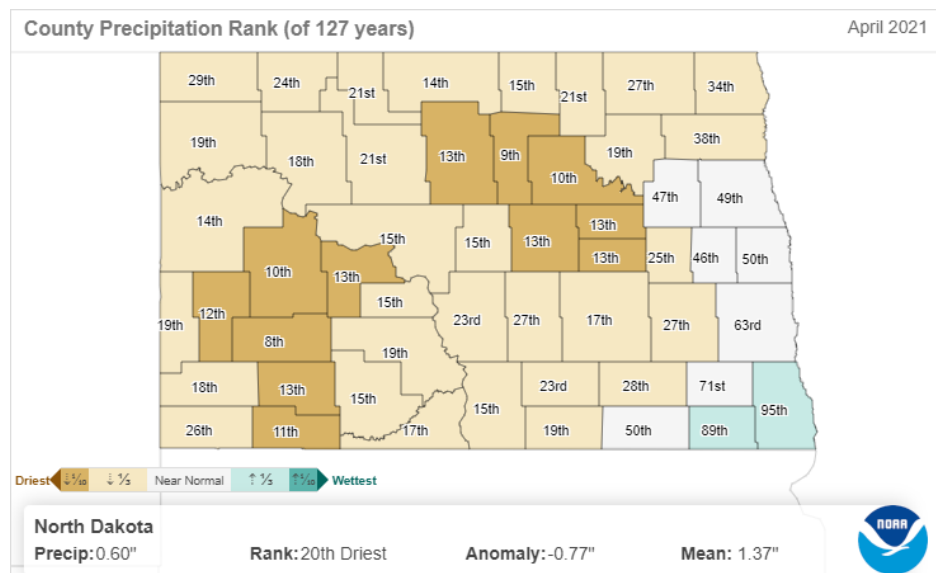 County Precipitation Rank (of 127 years) April 2021
29th 24th 21st 14th 15th 21st 27th 34th
19th 18th 21st 13th 9th 10th 19th 38th
47th 49th
14th 15th 15th 13th 13th
13th 25th 46th 50th
10th 13th 15th
19th 12th 23rd 27th 17th 27th 63rd
8th 19th
18th 13th 15th 23rd 28th 71st 95th
26th 11th 17th 15th 19th 50th 89th
Driest ↓⅒ ↓ ⅓ Near Normal ↑ ⅓ ↑⅒ Wettest
North Dakota
Precip:0.60" Rank:20th Driest Anomaly:-0.77" Mean: 1.37"
NOAA